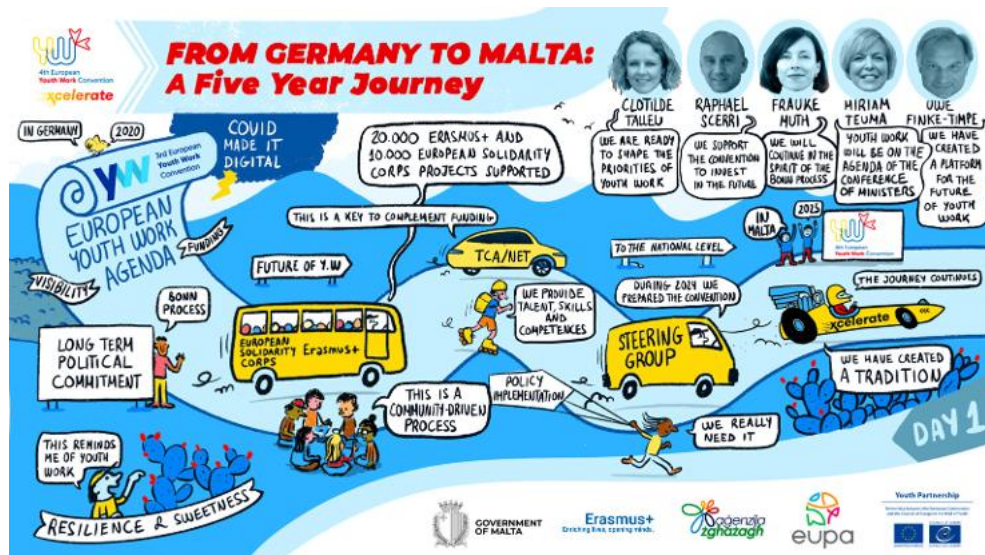 YW
4th European
Youth Work Convention
xcelerate
FROM GERMANY TO MALTA:
A Five Year Journey
CLOTILDE
TALLEU
RAPHAEL
SCERRI
FRAUKE
MUTH
MIRIAM
TEUMA
UWE
FINKE-TIMPE
WE ARE READY
TO SHAPE THE
PRIORITIES OF
YOUTH WORK
WE SUPPORT
THE CONVENTION
TO INVEST
IN THE FUTURE
WE WILL
CONTINUE IN THE
SPIRIT OF THE
BONN PROCESS
YOUTH WORK
WILL BE ON THE
AGENDA OF THE
CONFERENCE
OF MINISTERS
WE HAVE
CREATED
A PLATFORM
FOR THE
FUTURE
OF YOUTH
WORK
IN GERMANY
2020
COVID
MADE IT
DIGITAL
YW
3rd European
Youth Work
Convention
EUROPEAN
YOUTH WORK
AGENDA
VISIBILITY
FUNDING
20.000 ERASMUS+ AND
10.000 EUROPEAN SOLIDARITY
CORPS PROJECTS SUPPORTED
THIS IS A KEY TO COMPLEMENT FUNDING
FUTURE OF Y.W
TCA/NET
TO THE NATIONAL LEVEL
IN
MALTA
2025
4th European
Youth Work Convention
BONN
PROCESS
LONG TERM
POLITICAL
COMMITMENT
EUROPEAN
SOLIDARITY Erasmus+
CORPS
WE PROVIDE
TALENT, SKILLS
AND
COMPETENCES
DURING 2024 WE
PREPARED THE CONVENTION
STEERING
GROUP
THE JOURNEY CONTINUES
xcelerate
WE HAVE CREATED
A TRADITION
THIS IS A
COMMUNITY-DRIVEN
PROCESS
POLICY
IMPLEMENTATION
WE REALLY
NEED IT
DAY 1
THIS REMINDS
ME OF YOUTH
WORK
RESILIENCE & SWEETNESS
GOVERNMENT
OF MALTA
Erasmus+
Enriching lives, opening minds.
aġenzija
żgħażagħ
eupa
Youth Partnership